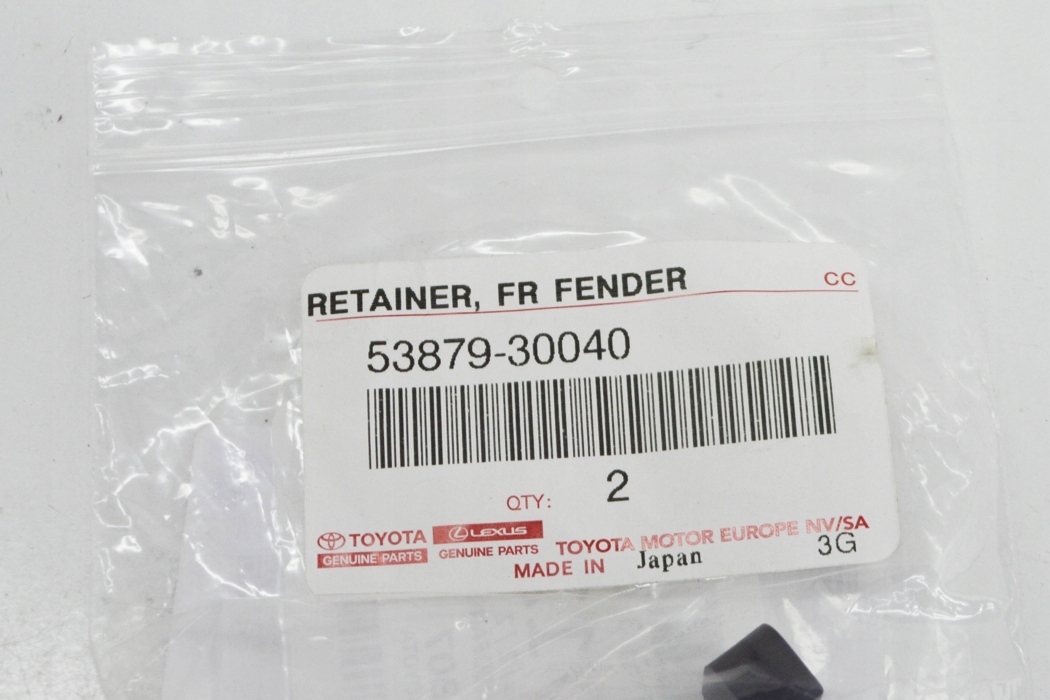 RETAINER, FR FENDER CC
53879-30040
QTY: 2
TOYOTA LEXUS TOYOTA MOTOR EUROPE NV/SA
GENUINE PARTS GENUINE PARTS MADE IN Japan 3G